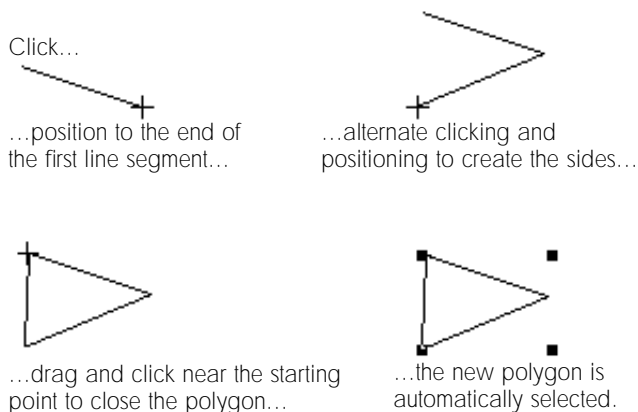 Click…
…position to the end of
the first line segment…
…alternate clicking and
positioning to create the sides…
…drag and click near the starting
point to close the polygon…
…the new polygon is
automatically selected.